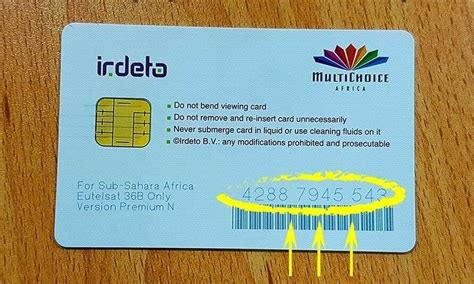 irdeto
MULTICHOICE
AFRICA
• Do not bend viewing card
• Do not remove and re-insert card unnecessarily
• Never submerge card in liquid or use cleaning fluids on it
• ©Irdeto B.V.: any modifications prohibited and prosecutable
For Sub-Sahara Africa
Eutelsat 36B Only
Version Premium N
4288 7945 543